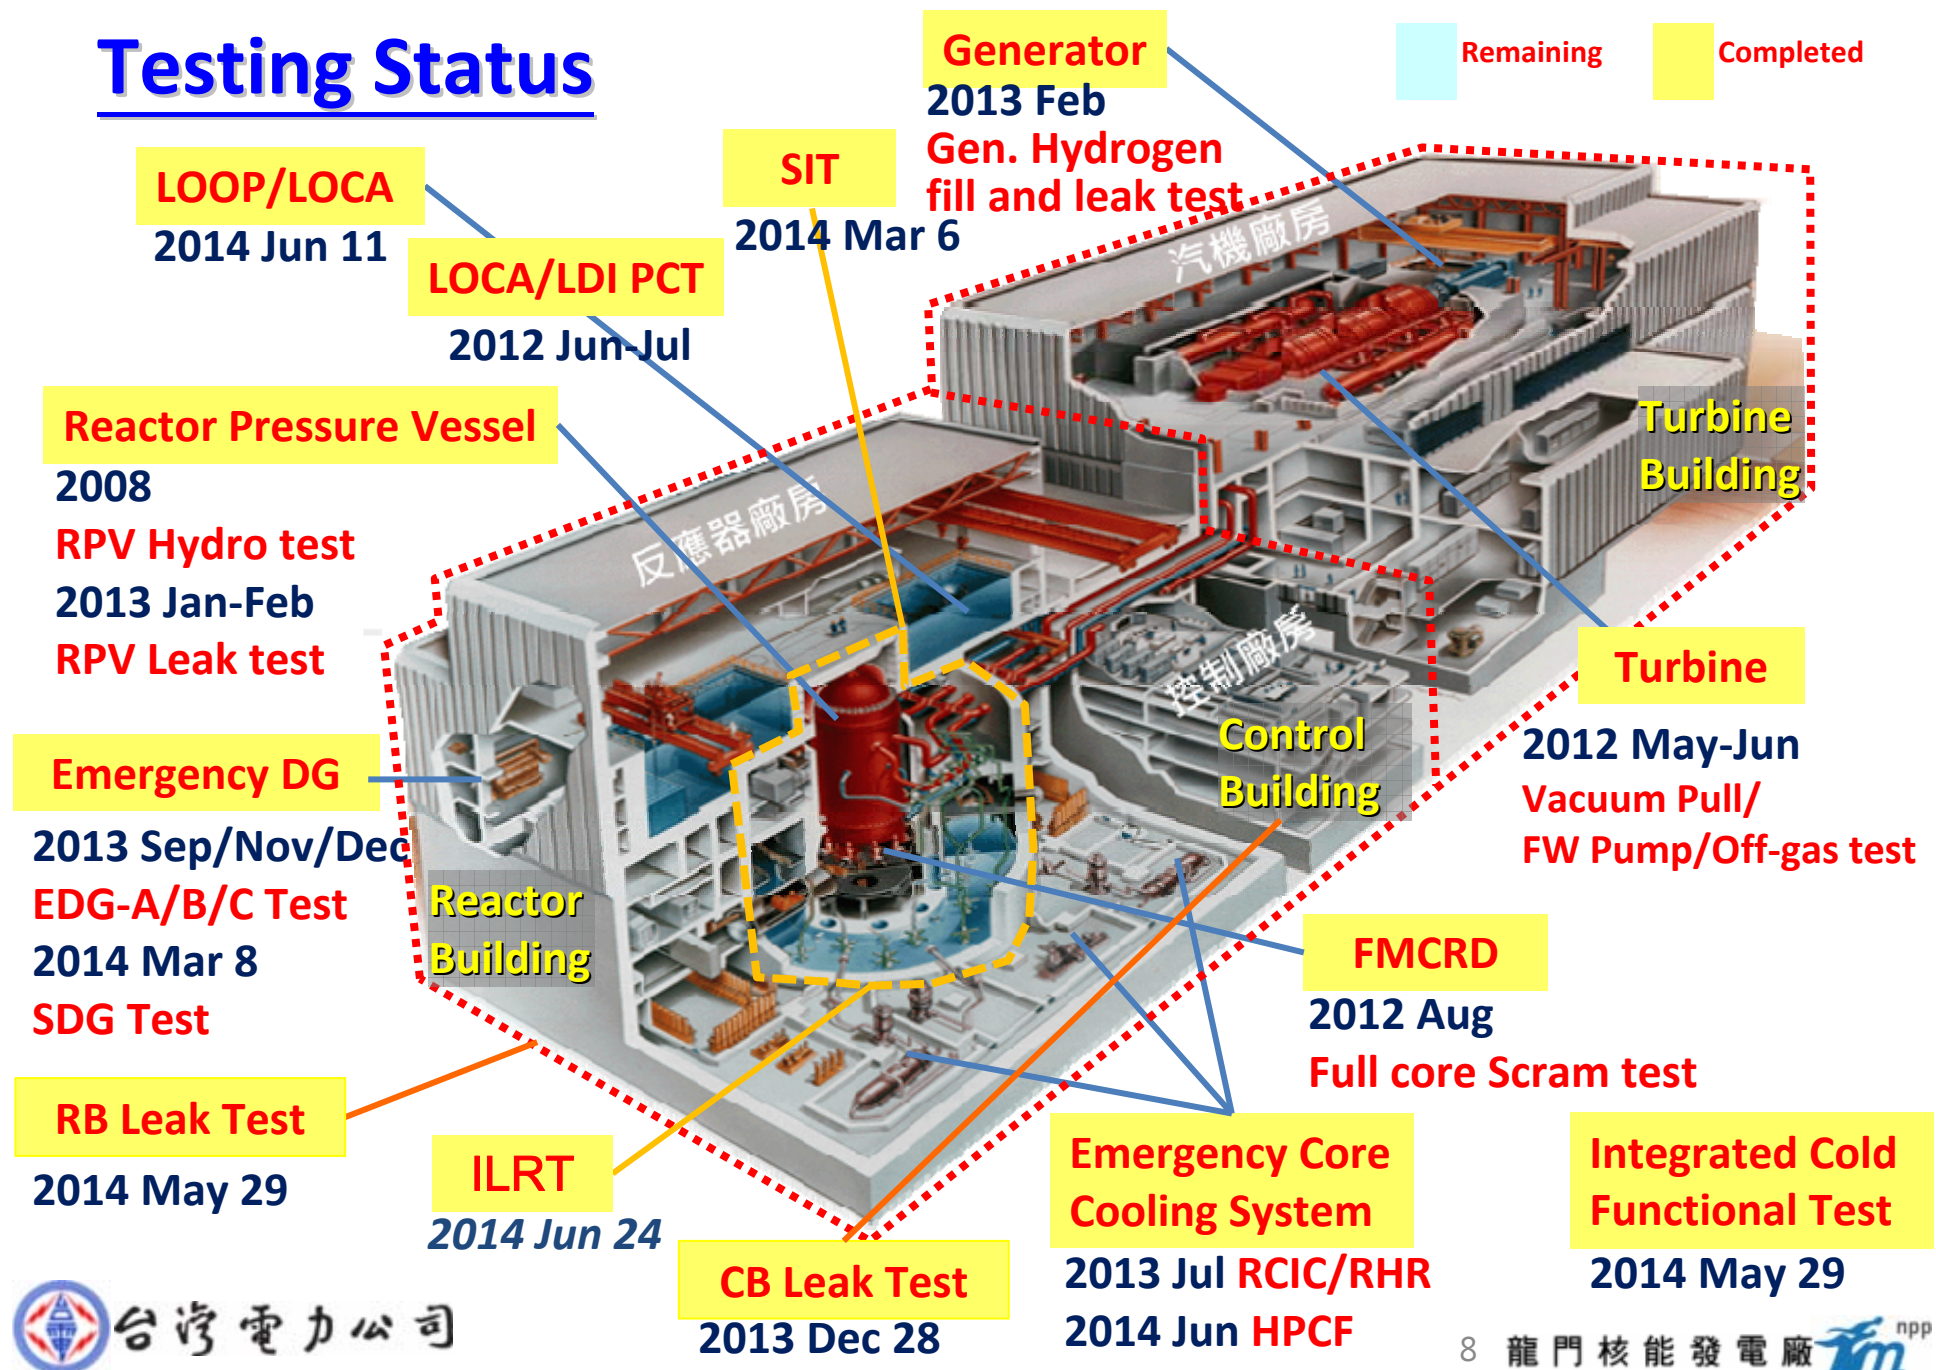 Testing Status
Remaining
Completed
Generator
2013 Feb
Gen. Hydrogen
fill and leak test
SIT
2014 Mar 6
LOOP/LOCA
2014 Jun 11
LOCA/LDI PCT
2012 Jun-Jul
Reactor Pressure Vessel
2008
RPV Hydro test
2013 Jan-Feb
RPV Leak test
汽機廠房
Turbine
Building
反應器廠房
控制廠房
Control
Building
Turbine
2012 May-Jun
Vacuum Pull/
FW Pump/Off-gas test
Emergency DG
2013 Sep/Nov/Dec
EDG-A/B/C Test
2014 Mar 8
SDG Test
Reactor
Building
FMCRD
2012 Aug
Full core Scram test
RB Leak Test
2014 May 29
ILRT
2014 Jun 24
CB Leak Test
2013 Dec 28
Emergency Core
Cooling System
2013 Jul RCIC/RHR
2014 Jun HPCF
Integrated Cold
Functional Test
2014 May 29
台灣電力公司
8
龍門核能發電廠
npp